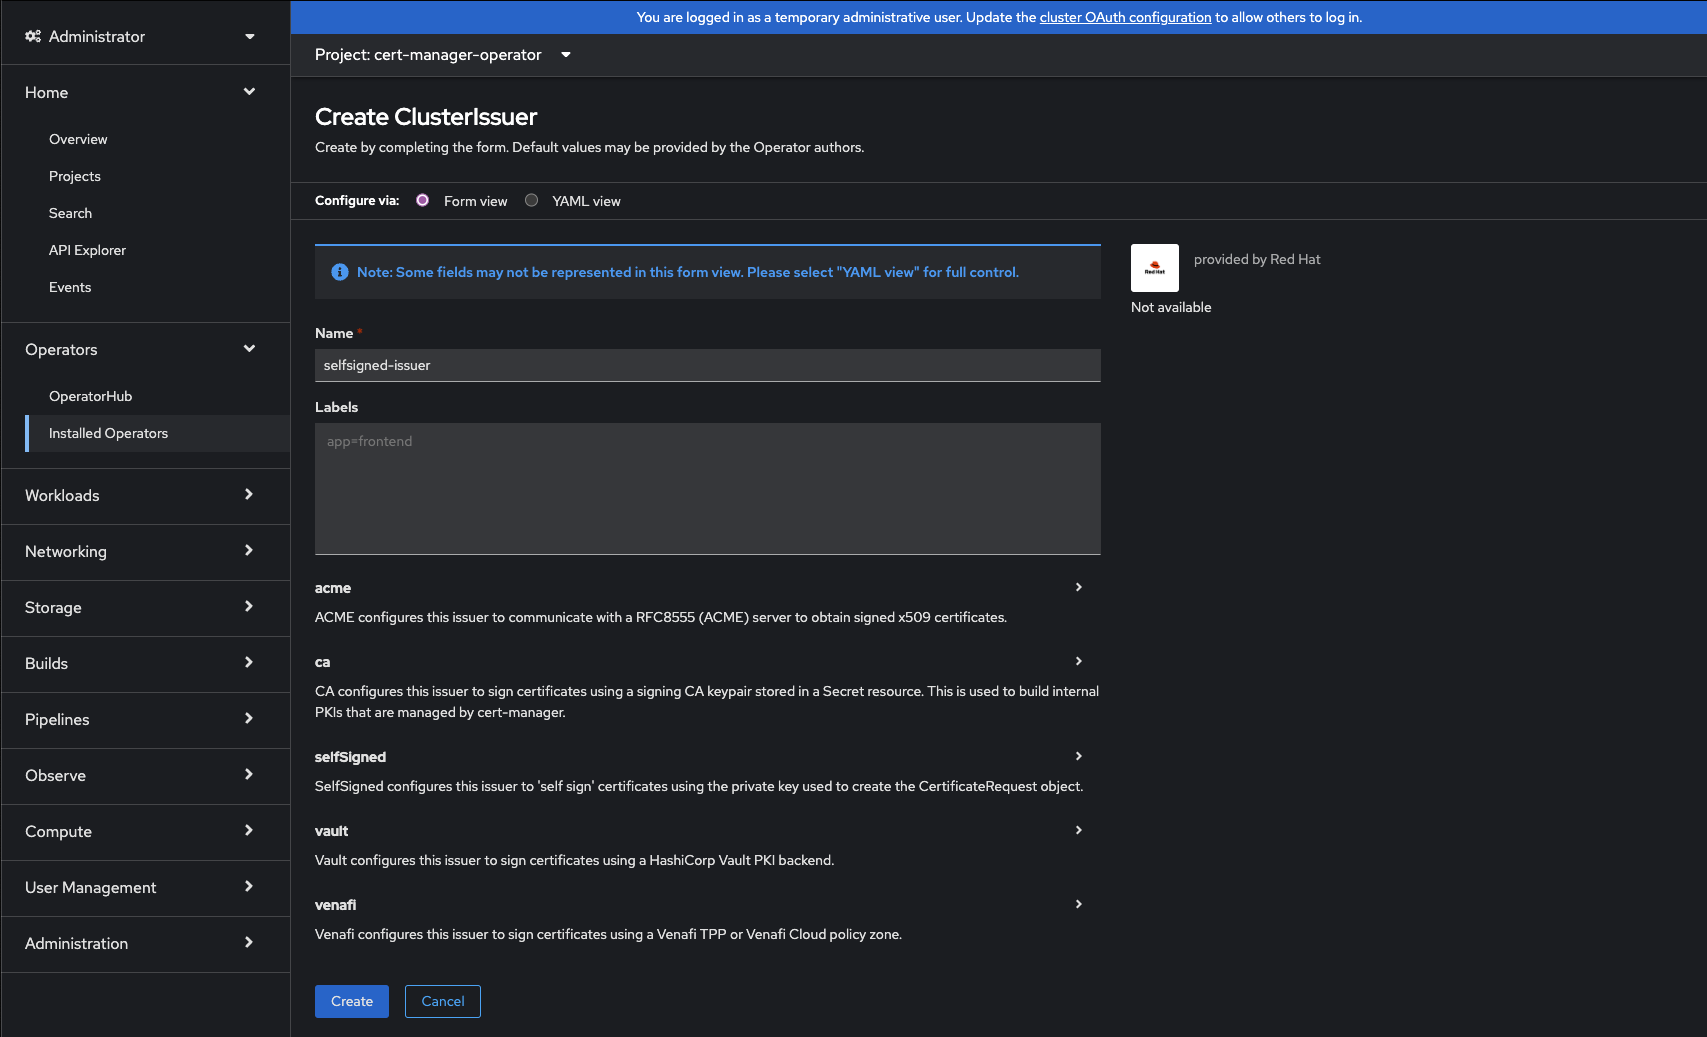 You are logged in as a temporary administrative user. Update the cluster OAuth configuration to allow others to log in.
Administrator
Home
Overview
Projects
Search
API Explorer
Events
Operators
OperatorHub
Installed Operators
Workloads
Networking
Storage
Builds
Pipelines
Observe
Compute
User Management
Administration
Project: cert-manager-operator
Create ClusterIssuer
Create by completing the form. Default values may be provided by the Operator authors.
Configure via: Form view YAML view
Note: Some fields may not be represented in this form view. Please select "YAML view" for full control.
Name *
selfsigned-issuer
Labels
app=frontend
acme
ACME configures this issuer to communicate with a RFC8555 (ACME) server to obtain signed x509 certificates.
ca
CA configures this issuer to sign certificates using a signing CA keypair stored in a Secret resource. This is used to build internal
PKIs that are managed by cert-manager.
selfSigned
SelfSigned configures this issuer to 'self sign' certificates using the private key used to create the CertificateRequest object.
vault
Vault configures this issuer to sign certificates using a HashiCorp Vault PKI backend.
venafi
Venafi configures this issuer to sign certificates using a Venafi TPP or Venafi Cloud policy zone.
Create Cancel
Red Hat
provided by Red Hat
Not available